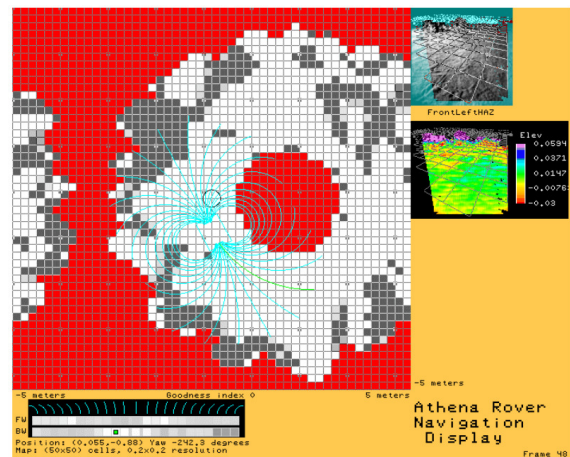 FrontLeftHAZ
Elev
0.0594
0.0371
0.0147
-0.0076
-0.03
-5 meters
-5 meters
Goodness index 0
5 meters
FW
BW
Position: (0.055,-0.88) Yaw -242.3 degrees
Map: (50x50) cells, 0.2x0.2 resolution
Athena Rover
Navigation
Display
Frame 48